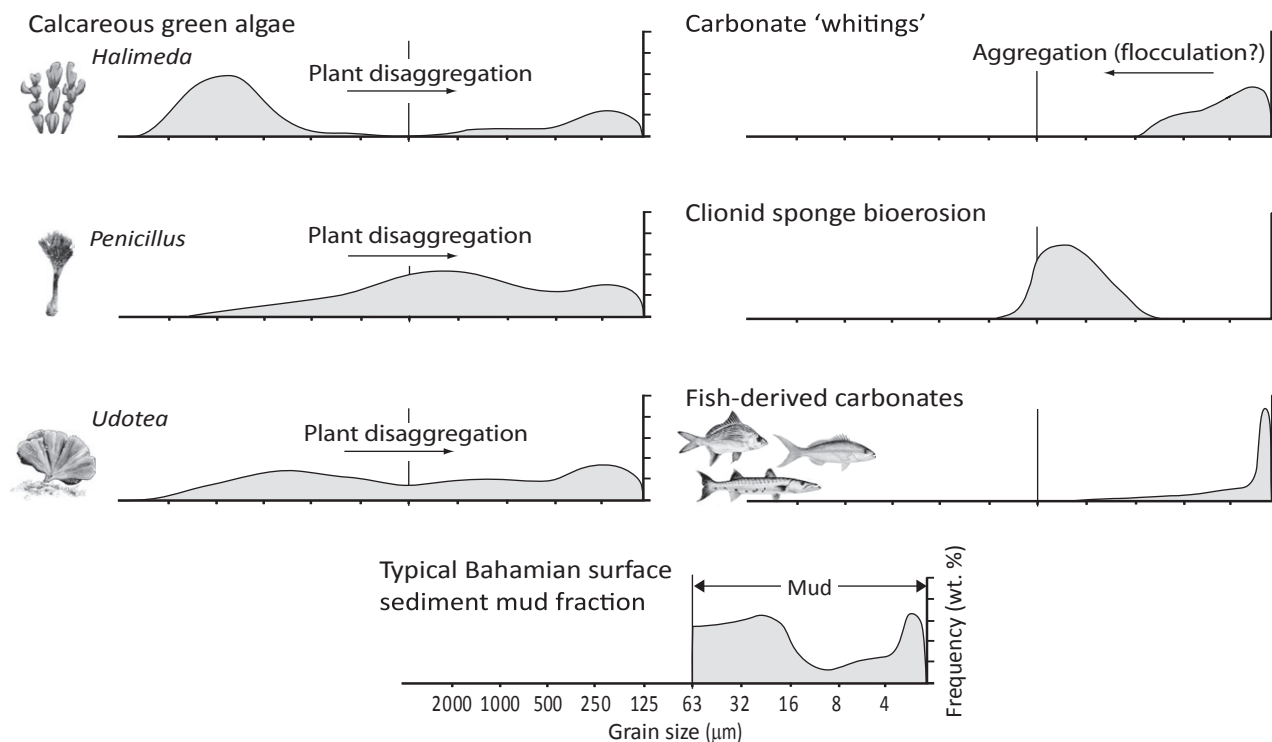 Calcareous green algae
Halimeda
Plant disaggregation
Penicillus
Plant disaggregation
Udotea
Plant disaggregation
Carbonate ‘whitings’
Aggregation (flocculation?)
Clionid sponge bioerosion
Fish-derived carbonates
Typical Bahamian surface
sediment mud fraction
Mud
Frequency (wt. %)
2000 1000 500 250 125 63 32 16 8 4
Grain size (μm)